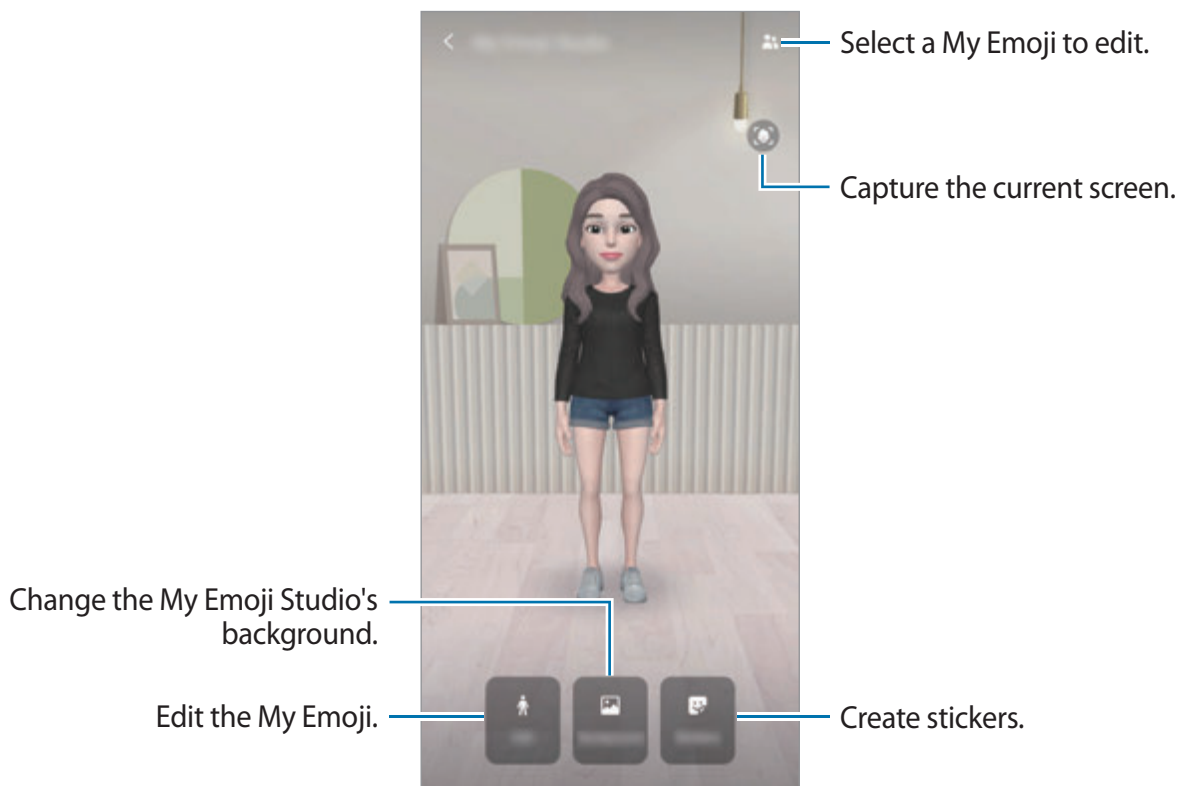 Select a My Emoji to edit.
Capture the current screen.
Change the My Emoji Studio's
background.
Edit the My Emoji.
Create stickers.